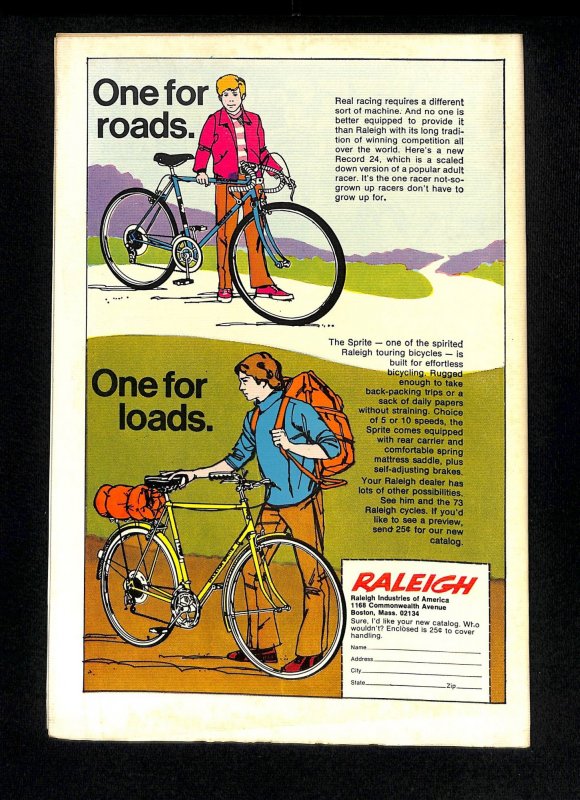 One for
roads.
Real racing requires a different
sort of machine. And no one is
better equipped to provide it
than Raleigh with its long tradi-
tion of winning competition all
over the world. Here's a new
Record 24, which is a scaled
down version of a popular adult
racer. It's the one racer not-so-
grown up racers don't have to
grow up for.
One for
loads.
The Sprite — one of the spirited
Raleigh touring bicycles — is
built for effortless
bicycling. Rugged
enough to take
back-packing trips or a
sack of daily papers
without straining. Choice
of 5 or 10 speeds, the
Sprite comes equipped
with rear carrier and
comfortable spring
mattress saddle, plus
self-adjusting brakes.
Your Raleigh dealer has
lots of other possibilities.
See him and the 73
Raleigh cycles. If you'd
like to see a preview,
send 25¢ for our new
catalog.
RALEIGH
Raleigh Industries of America
1168 Commonwealth Avenue
Boston, Mass. 02134
Sure, I'd like your new catalog. Who
wouldn't? Enclosed is 25¢ to cover
handling.
Name
Address
City
State Zip